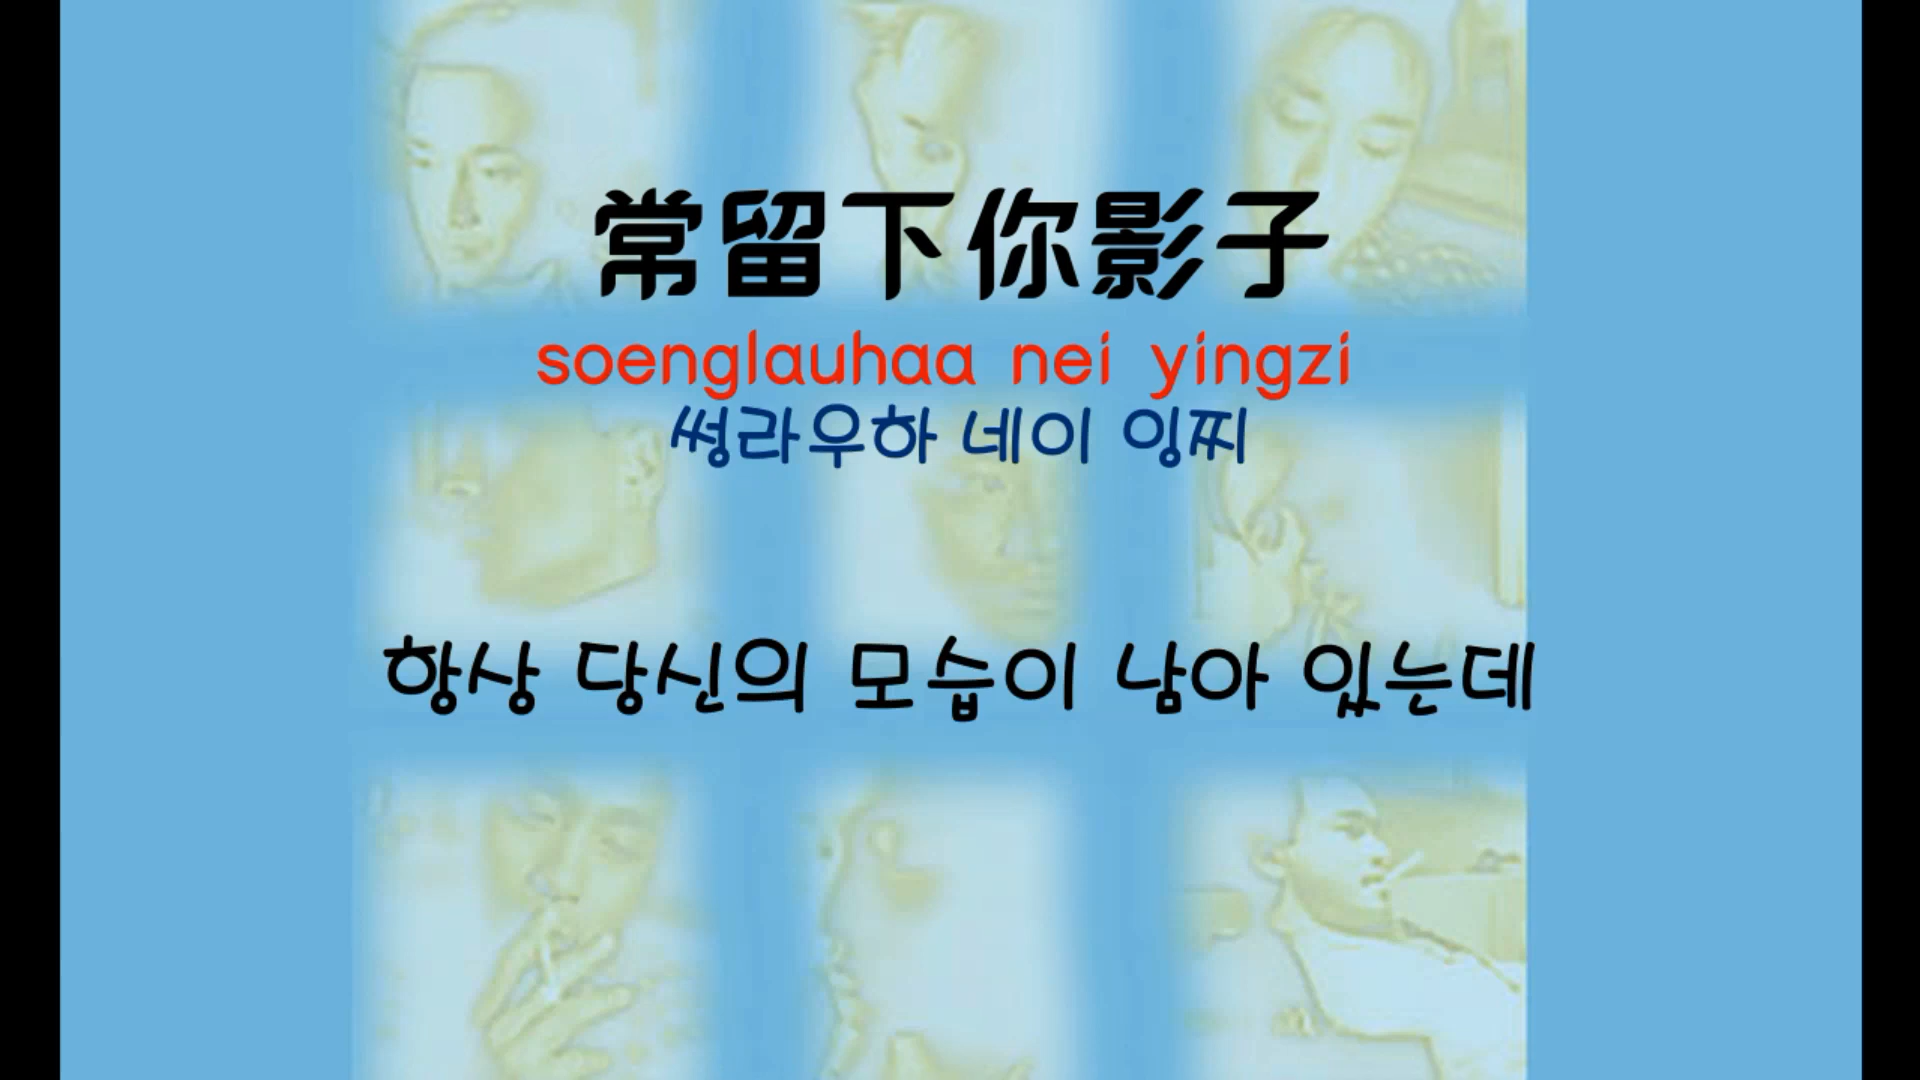 常留下你影子
soenglauhaa nei yingzi
썽라우하 네이 잉찌
항상 당신의 모습이 남아 있는데